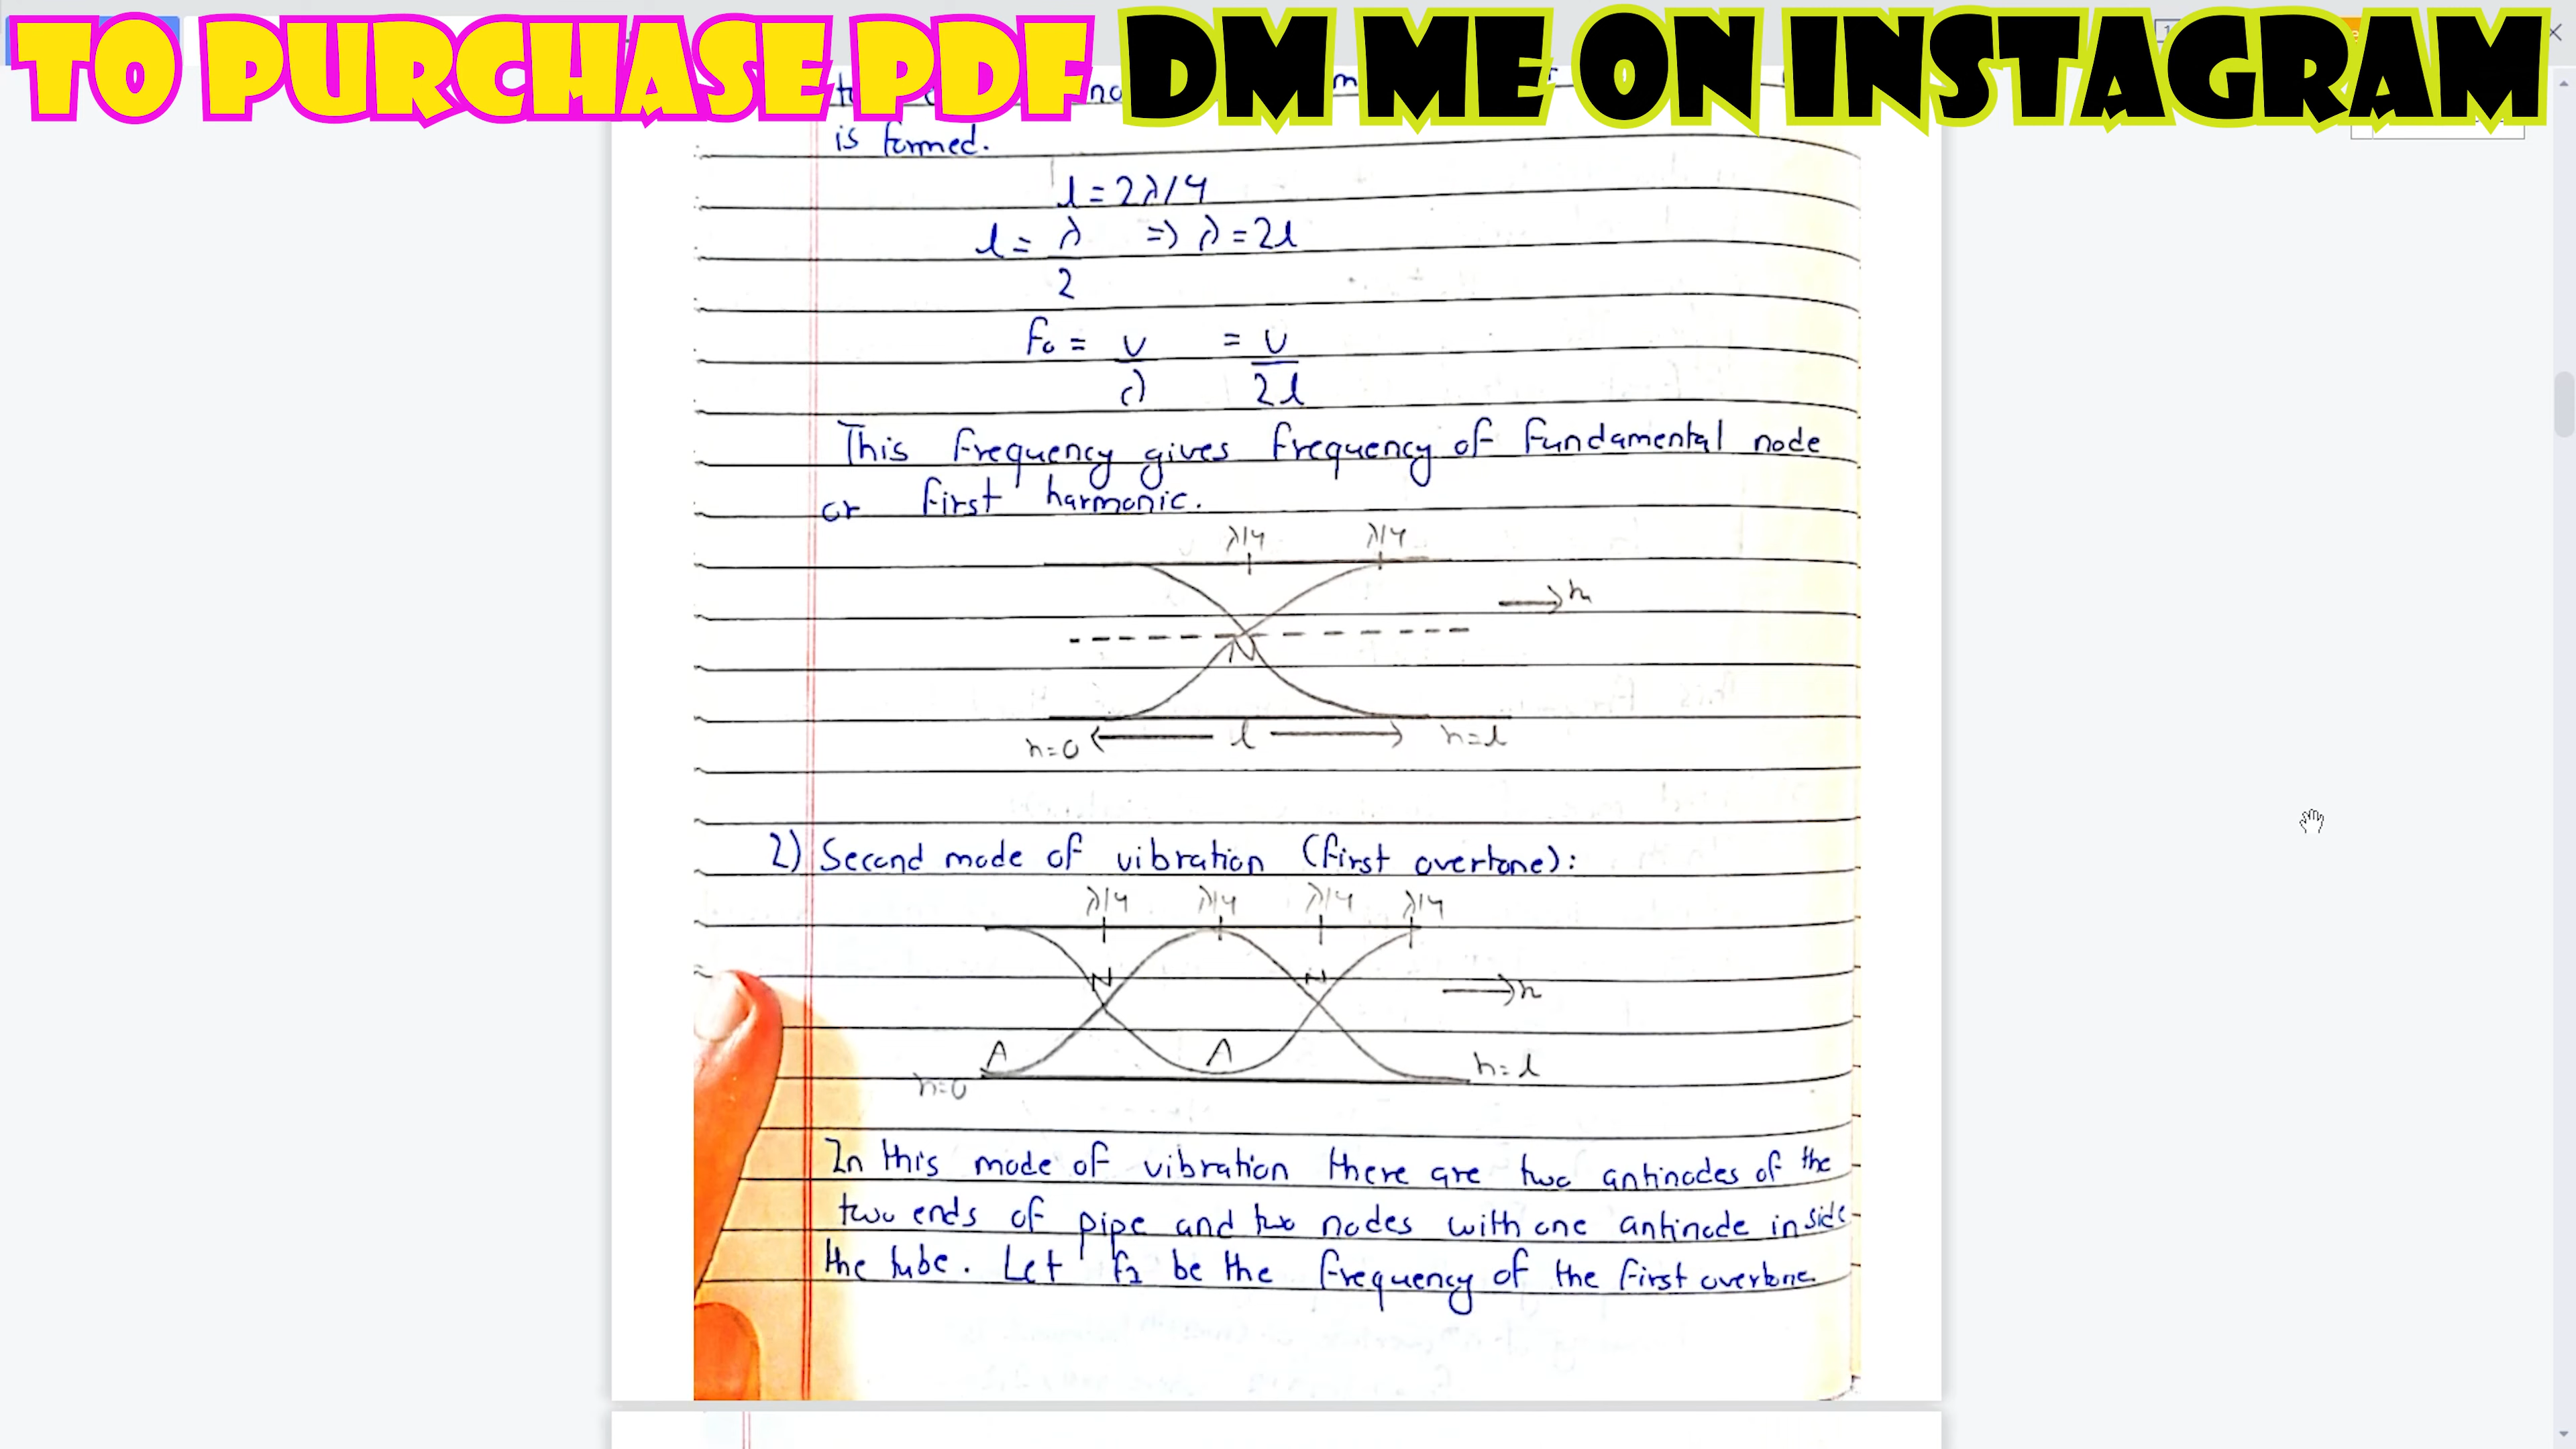 TO PURCHASE PDF DM ME ON INSTAGRAM
is formed.
l = 2λ/4
l = λ/2 => λ = 2l
f₀ = v/λ = v/2l
This frequency gives frequency of fundamental node
or first harmonic.
λ/4 λ/4
→x
N
x=0 ← l → x=l
2) Second mode of vibration (first overtone):
λ/4 λ/4 λ/4 λ/4
N N
→x
A A
x=0 x=l
In this mode of vibration there are two antinodes of the
two ends of pipe and two nodes with one antinode inside
the tube. Let f₂ be the frequency of the first overtone.